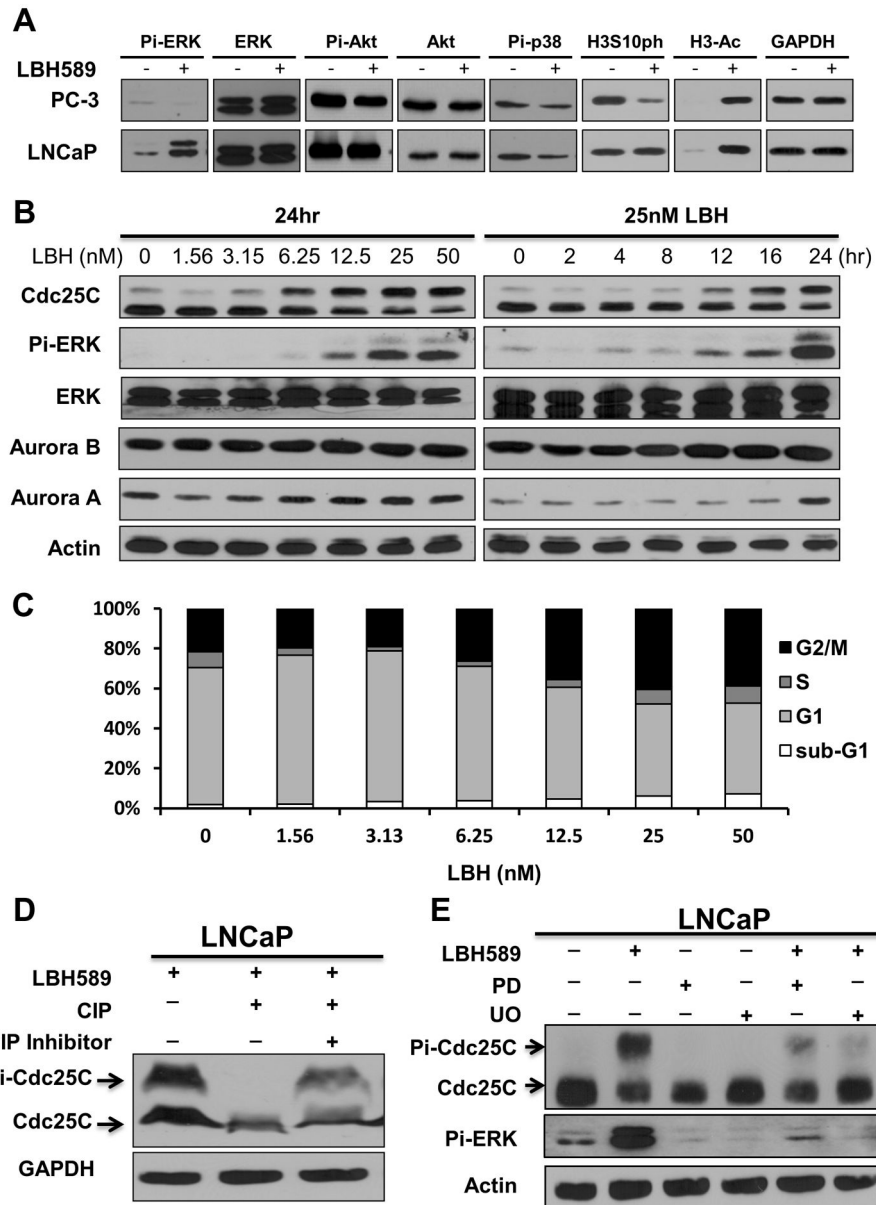 A
Pi-ERK ERK Pi-Akt Akt Pi-p38 H3S10ph H3-Ac GAPDH
LBH589 - + - + - + - + - + - + - + - +
PC-3
LNCaP
B
24hr 25nM LBH
LBH (nM) 0 1.56 3.15 6.25 12.5 25 50 0 2 4 8 12 16 24 (hr)
Cdc25C
Pi-ERK
ERK
Aurora B
Aurora A
Actin
C
100%
80%
60%
40%
20%
0%
0 1.56 3.13 6.25 12.5 25 50
LBH (nM)
G2/M
S
G1
sub-G1
D
LNCaP
LBH589 + + +
CIP – + +
IP Inhibitor – – +
i-Cdc25C
Cdc25C
GAPDH
E
LNCaP
LBH589 – + – – + +
PD – – + – + –
UO – – – + – +
Pi-Cdc25C
Cdc25C
Pi-ERK
Actin